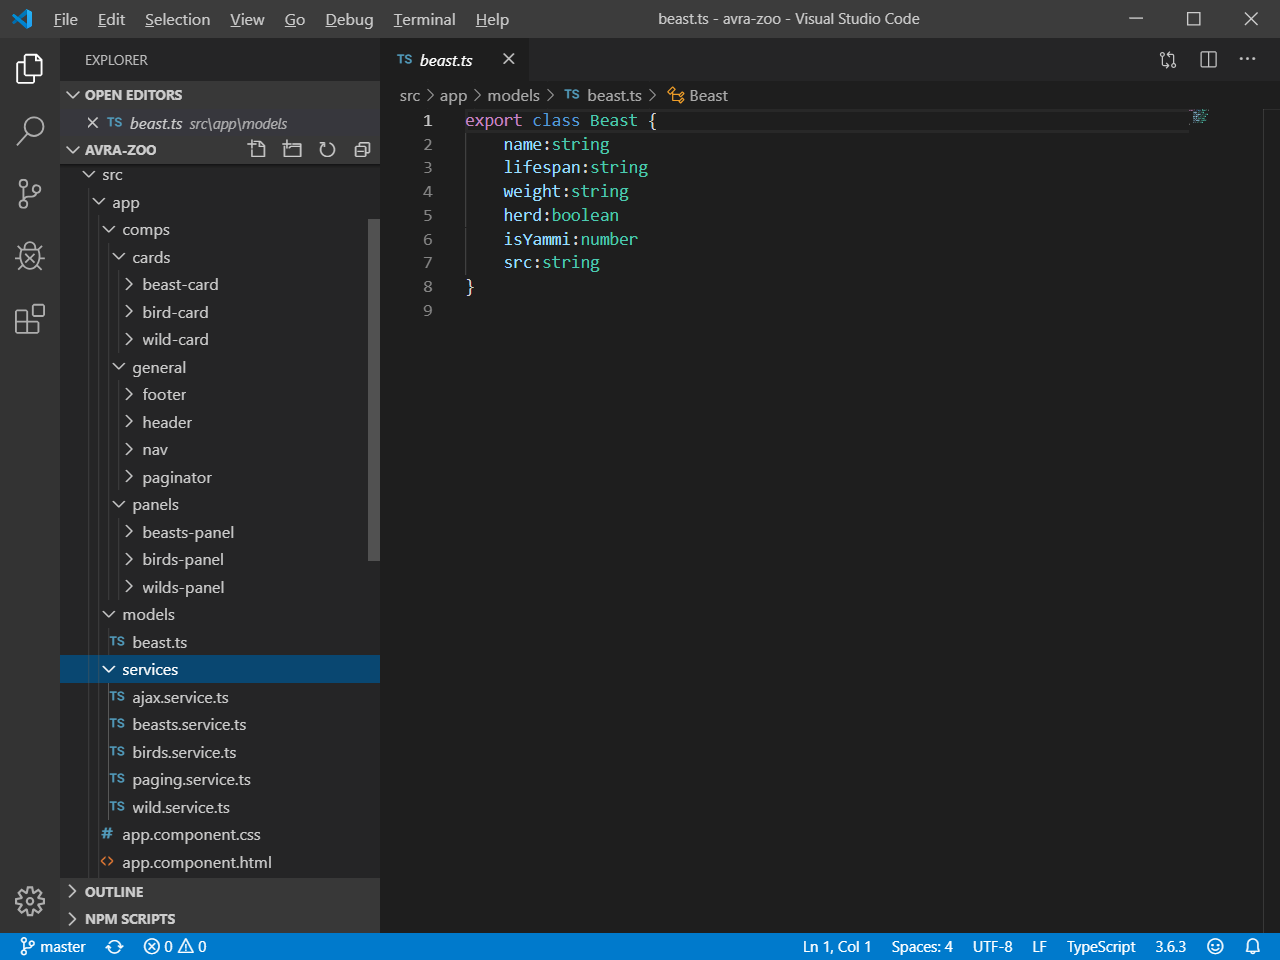 File Edit Selection View Go Debug Terminal Help beast.ts - avra-zoo - Visual Studio Code
EXPLORER
OPEN EDITORS
TS beast.ts src\app\models
AVRA-ZOO
src
app
comps
cards
beast-card
bird-card
wild-card
general
footer
header
nav
paginator
panels
beasts-panel
birds-panel
wilds-panel
models
TS beast.ts
services
TS ajax.service.ts
TS beasts.service.ts
TS birds.service.ts
TS paging.service.ts
TS wild.service.ts
# app.component.css
<> app.component.html
OUTLINE
NPM SCRIPTS
TS beast.ts
src > app > models > TS beast.ts > Beast
1 export class Beast {
2 name:string
3 lifespan:string
4 weight:string
5 herd:boolean
6 isYammi:number
7 src:string
8 }
9
master 0 0 Ln 1, Col 1 Spaces: 4 UTF-8 LF TypeScript 3.6.3